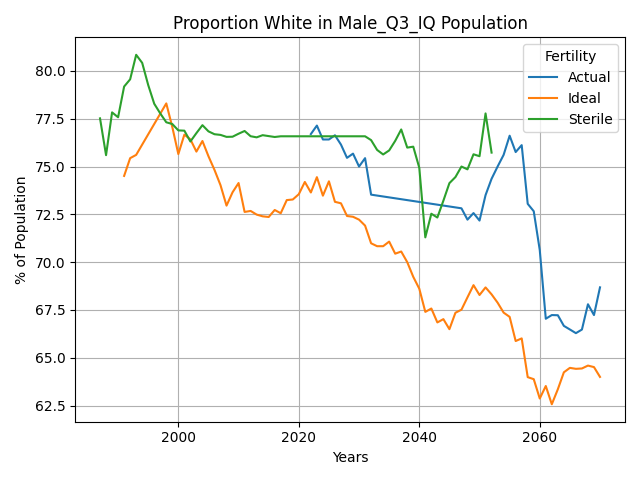 Proportion White in Male_Q3_IQ Population
% of Population
80.0
77.5
75.0
72.5
70.0
67.5
65.0
62.5
Fertility
Actual
Ideal
Sterile
2000
2020
2040
2060
Years